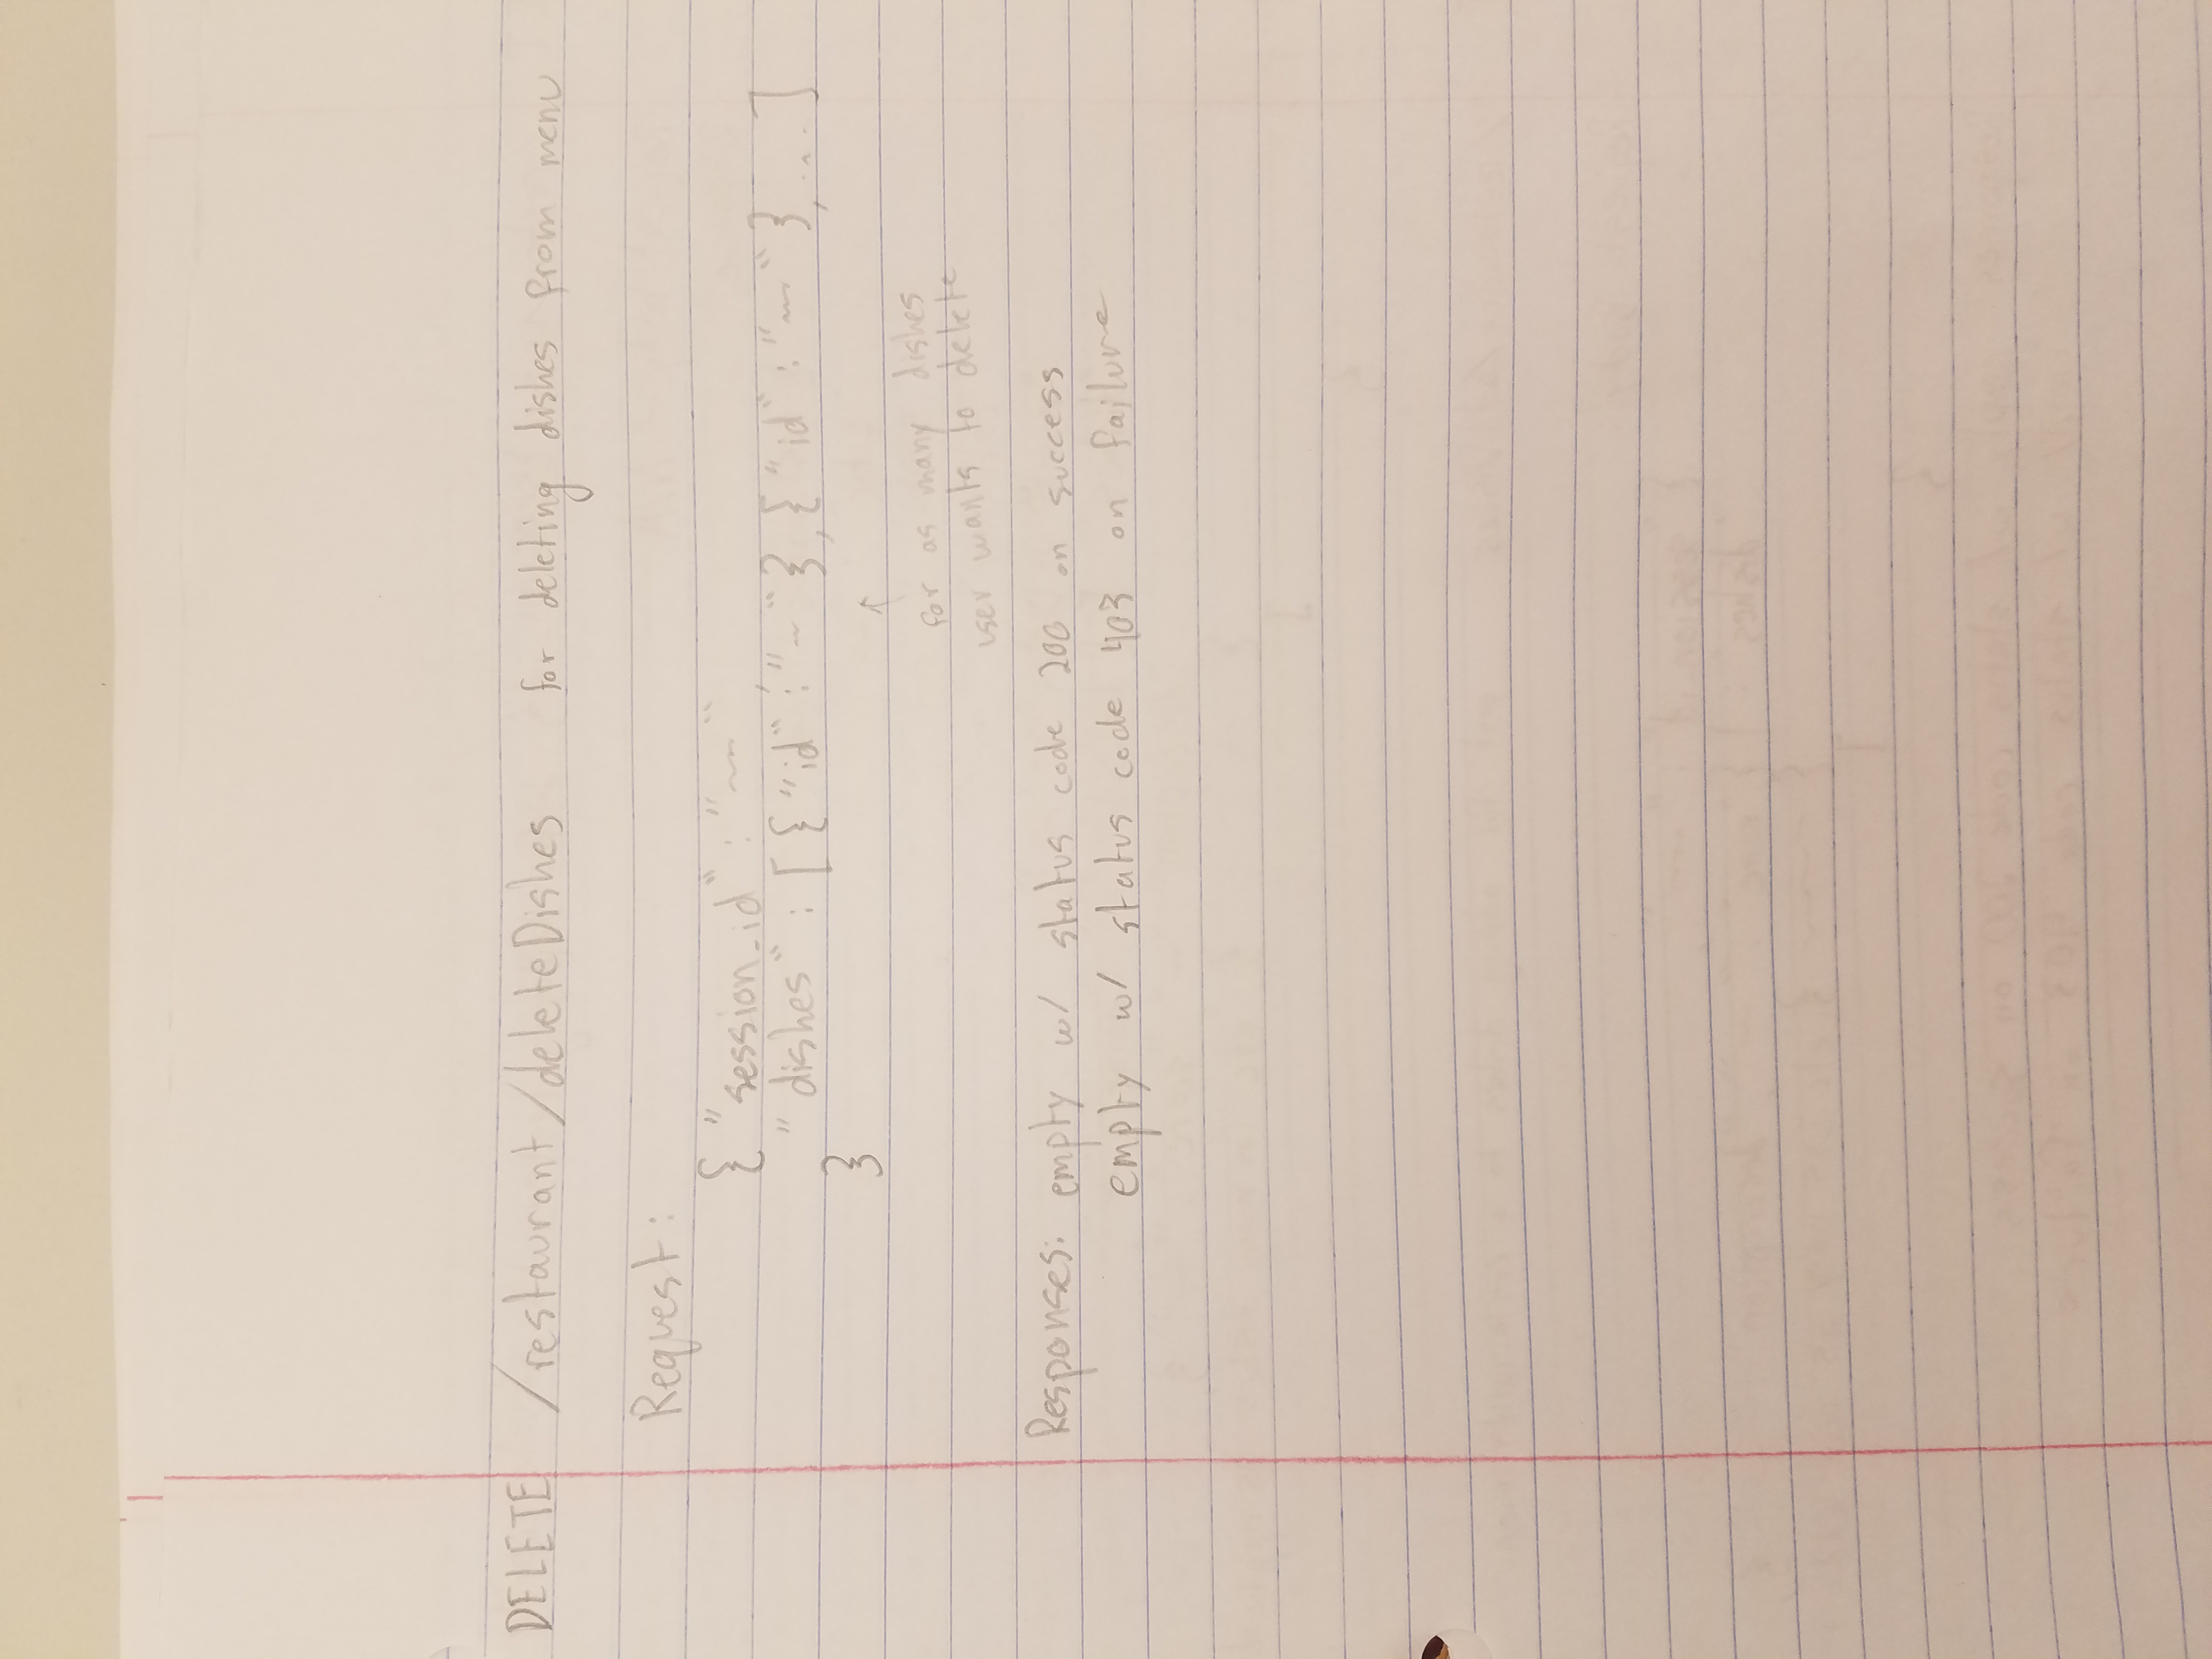 DELETE /restaurant/deleteDishes for deleting dishes from menu
Request:
{ "session_id" : "~~",
"dishes" : [ { "id" : "~" }, { "id" : "~~" }, ... ]
}
↑
for as many dishes
user wants to delete
Responses: empty w/ status code 200 on success
empty w/ status code 403 on failure